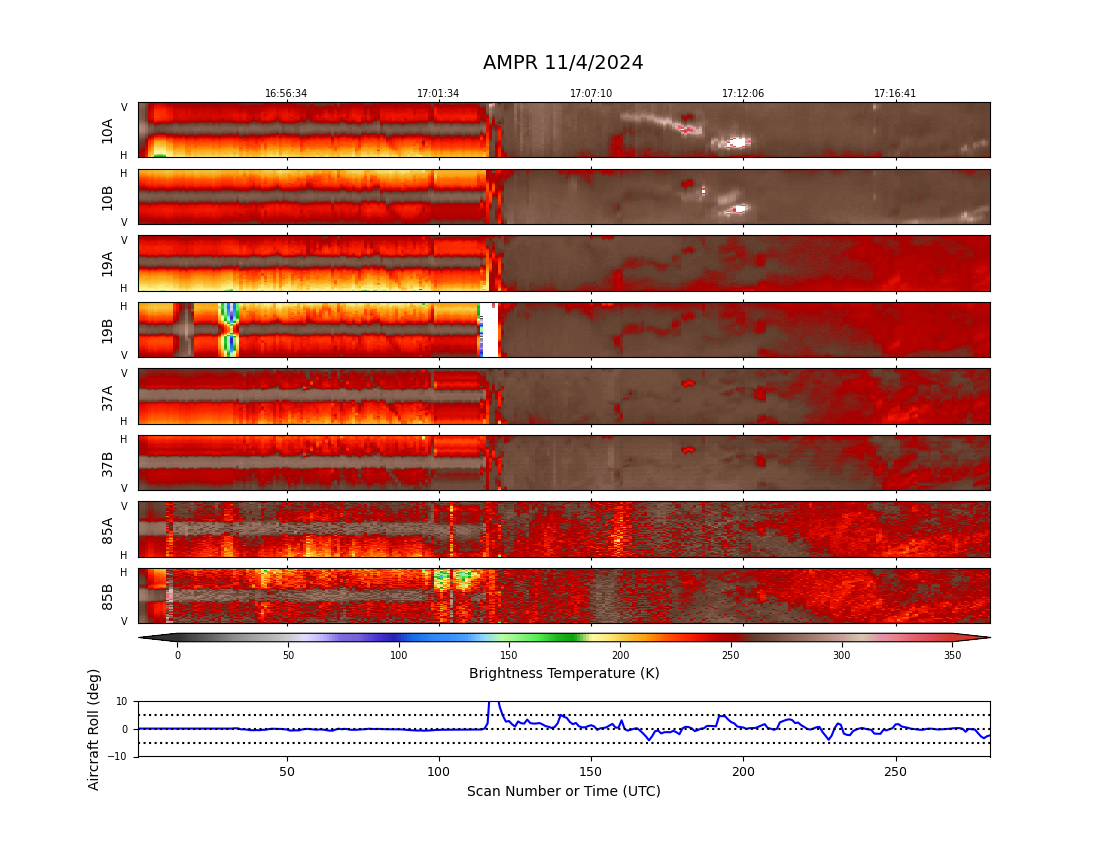 AMPR 11/4/2024
16:56:34 17:01:34 17:07:10 17:12:06 17:16:41
V
10A
H
H
10B
V
V
19A
H
H
19B
V
V
37A
H
H
37B
V
V
85A
H
H
85B
V
0 50 100 150 200 250 300 350
Brightness Temperature (K)
Aircraft Roll (deg)
10
0
−10
50 100 150 200 250
Scan Number or Time (UTC)